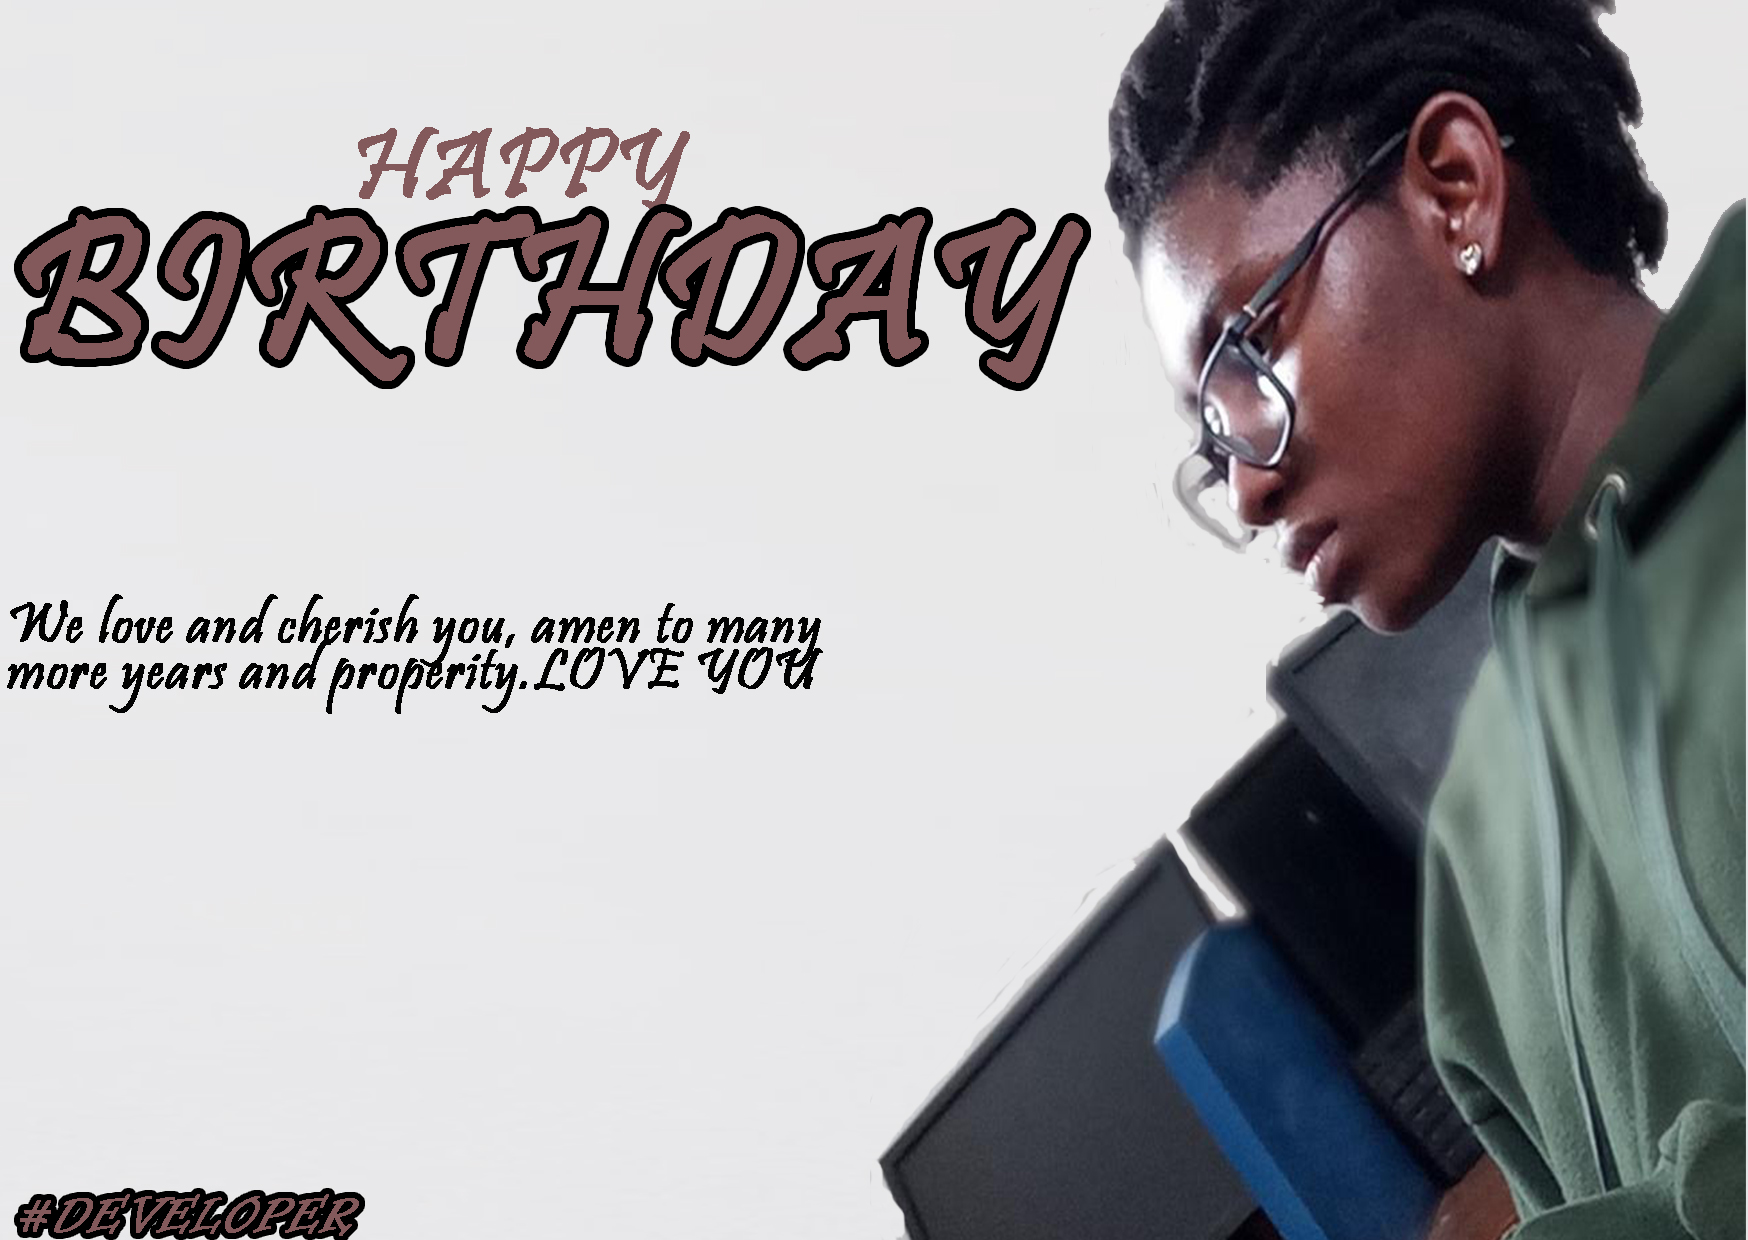 HAPPY
BIRTHDAY
We love and cherish you, amen to many
more years and properity.LOVE YOU
#DEVELOPER